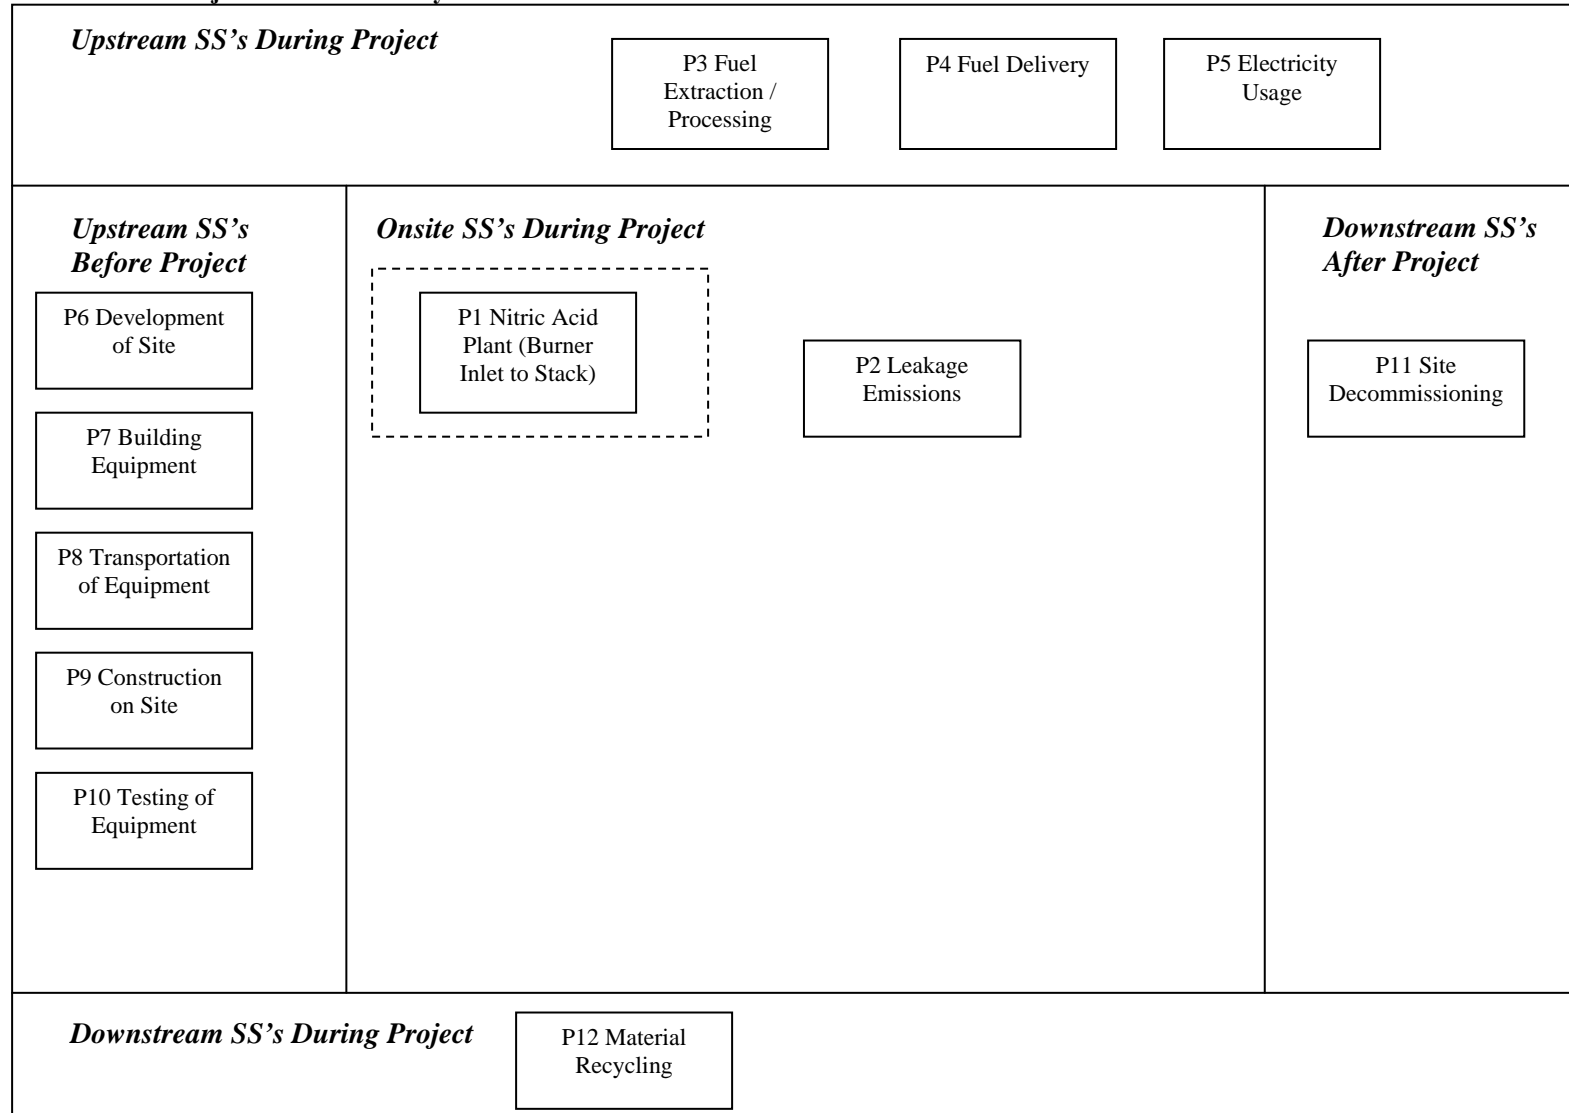 Upstream SS's During Project
P3 Fuel
Extraction /
Processing
P4 Fuel Delivery
P5 Electricity
Usage
Upstream SS's
Before Project
P6 Development
of Site
P7 Building
Equipment
P8 Transportation
of Equipment
P9 Construction
on Site
P10 Testing of
Equipment
Onsite SS's During Project
P1 Nitric Acid
Plant (Burner
Inlet to Stack)
P2 Leakage
Emissions
Downstream SS's
After Project
P11 Site
Decommissioning
Downstream SS's During Project
P12 Material
Recycling